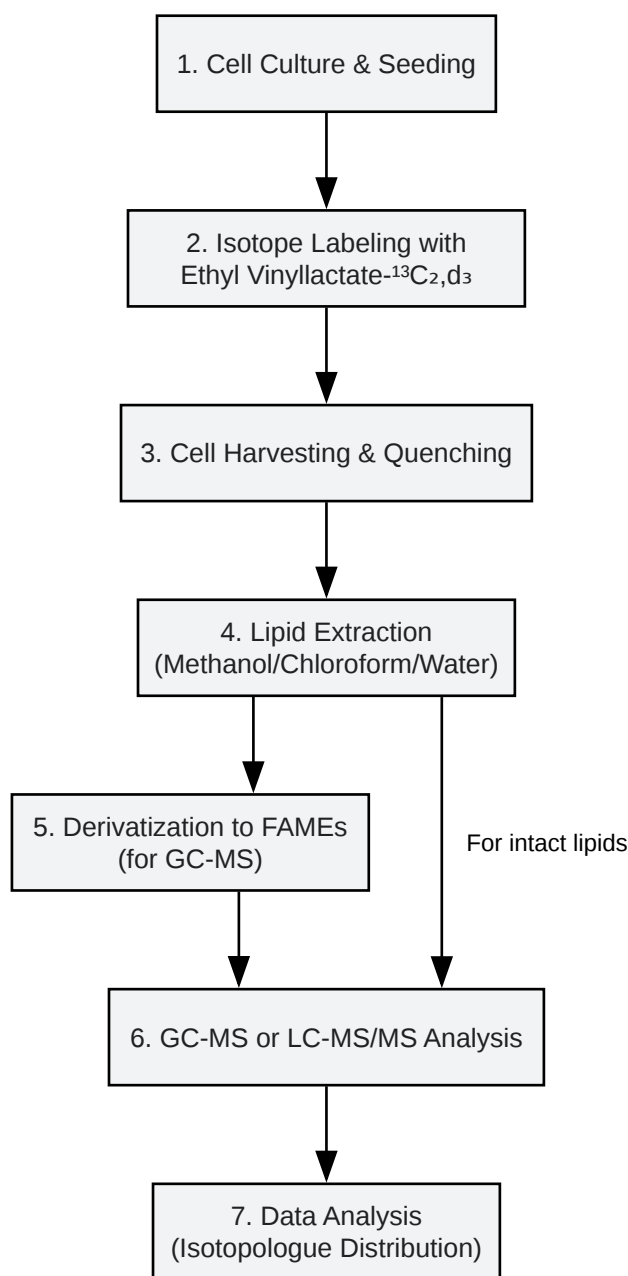 1. Cell Culture & Seeding
2. Isotope Labeling with
Ethyl Vinyllactate-¹³C₂,d₃
3. Cell Harvesting & Quenching
4. Lipid Extraction
(Methanol/Chloroform/Water)
5. Derivatization to FAMEs
(for GC-MS)
For intact lipids
6. GC-MS or LC-MS/MS Analysis
7. Data Analysis
(Isotopologue Distribution)